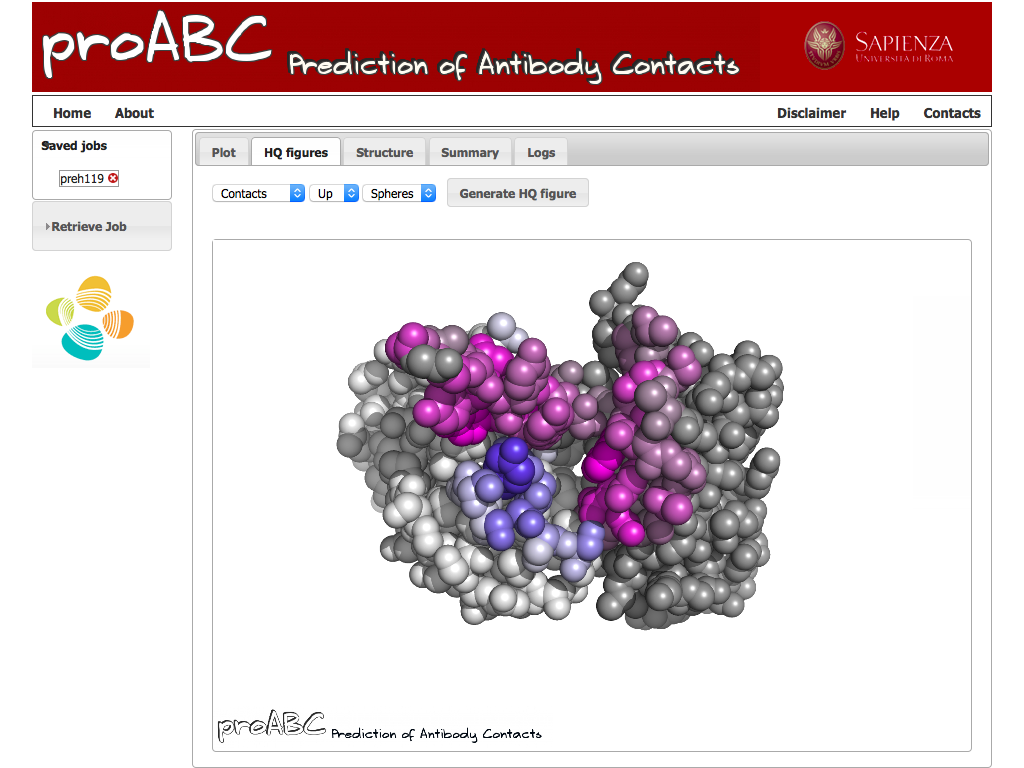 proABC Prediction of Antibody Contacts
SAPIENZA
UNIVERSITÀ DI ROMA
Home About Disclaimer Help Contacts
Saved jobs
preh119
Retrieve Job
Plot HQ figures Structure Summary Logs
Contacts Up Spheres Generate HQ figure
proABC Prediction of Antibody Contacts